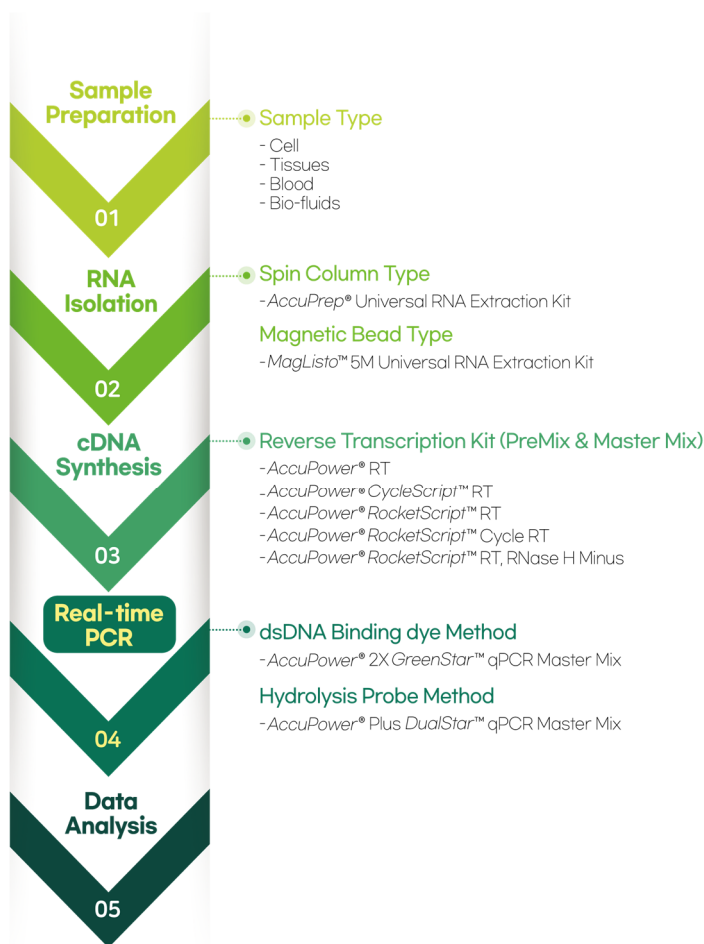 Sample
Preparation
Sample Type
- Cell
- Tissues
- Blood
- Bio-fluids
01
RNA
Isolation
Spin Column Type
- AccuPrep® Universal RNA Extraction Kit
Magnetic Bead Type
- MagListo™ 5M Universal RNA Extraction Kit
02
cDNA
Synthesis
Reverse Transcription Kit (PreMix & Master Mix)
- AccuPower® RT
- AccuPower® CycleScript™ RT
- AccuPower® RocketScript™ RT
- AccuPower® RocketScript™ Cycle RT
- AccuPower® RocketScript™ RT, RNase H Minus
03
Real-time
PCR
dsDNA Binding dye Method
- AccuPower® 2X GreenStar™ qPCR Master Mix
Hydrolysis Probe Method
- AccuPower® Plus DualStar™ qPCR Master Mix
04
Data
Analysis
05